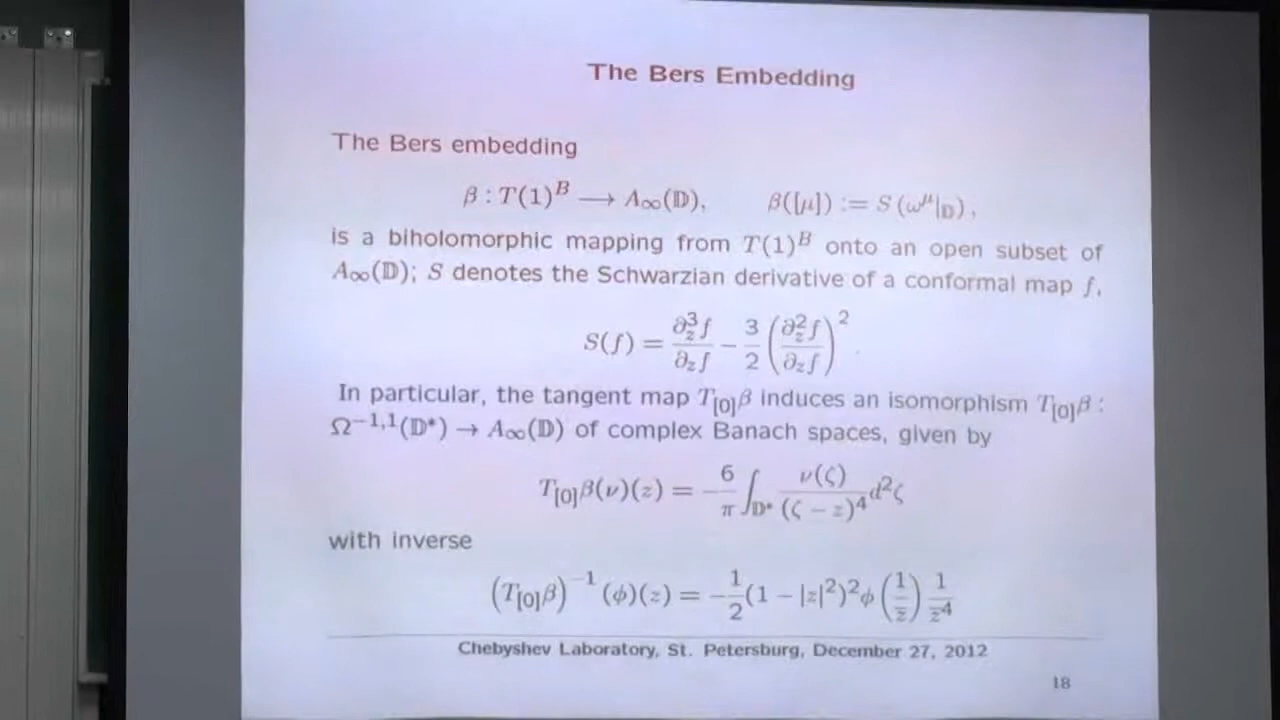 The Bers Embedding
The Bers embedding
β : T(1)^B ⟶ A_∞(𝔻),   β([μ]) := S (ω^μ|_𝔻),
is a biholomorphic mapping from T(1)^B onto an open subset of
A_∞(𝔻); S denotes the Schwarzian derivative of a conformal map f,
S(f) = ∂_z^3 f / ∂_z f − 3/2 (∂_z^2 f / ∂_z f)^2.
In particular, the tangent map T_[0]β induces an isomorphism T_[0]β :
Ω^{-1,1}(𝔻*) → A_∞(𝔻) of complex Banach spaces, given by
T_[0]β(ν)(z) = −6/π ∫_{𝔻*} ν(ζ)/(ζ − z)^4 d^2ζ
with inverse
(T_[0]β)^{-1} (φ)(z) = −1/2 (1 − |z|^2)^2 φ (1/z̄) 1/z̄^4
Chebyshev Laboratory, St. Petersburg, December 27, 2012
18